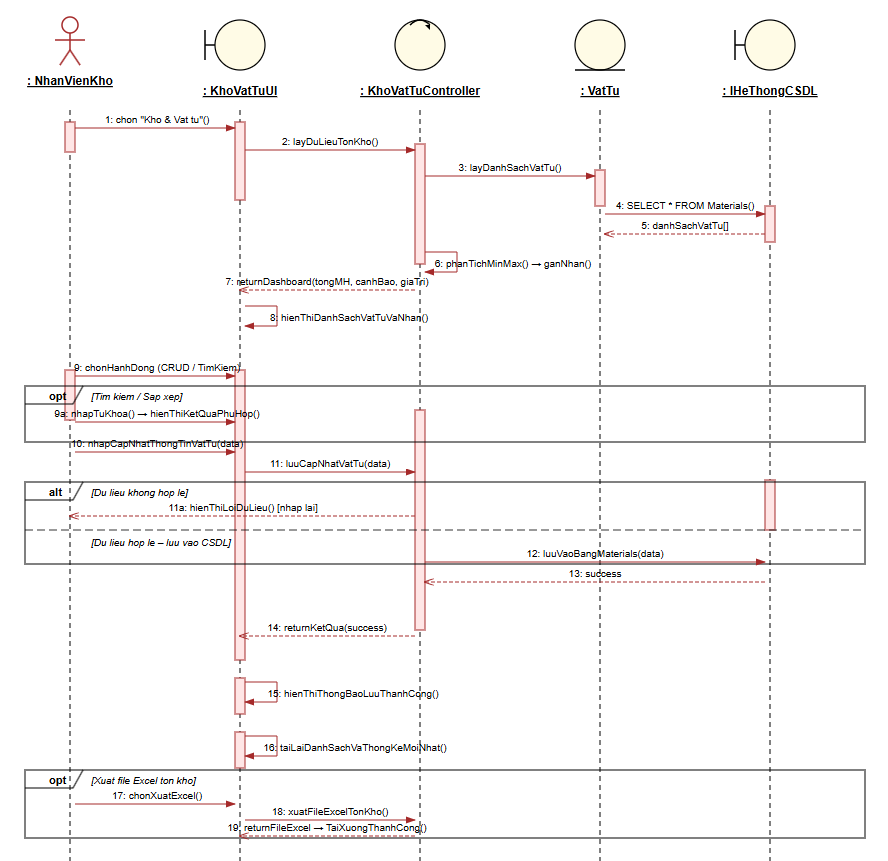 : NhanVienKho
: KhoVatTuUI
: KhoVatTuController
: VatTu
: IHeThongCSDL
1: chon "Kho & Vat tu"()
2: layDuLieuTonKho()
3: layDanhSachVatTu()
4: SELECT * FROM Materials()
5: danhSachVatTu[]
6: phanTichMinMax() → ganNhan()
7: returnDashboard(tongMH, canhBao, giaTri)
8: hienThiDanhSachVatTuVaNhan()
9: chonHanhDong (CRUD / TimKiem)
opt
[Tim kiem / Sap xep]
9a: nhapTuKhoa() → hienThiKetQuaPhuHop()
10: nhapCapNhatThongTinVatTu(data)
11: luuCapNhatVatTu(data)
alt
[Du lieu khong hop le]
11a: hienThiLoiDuLieu() [nhap lai]
[Du lieu hop le – luu vao CSDL]
12: luuVaoBangMaterials(data)
13: success
14: returnKetQua(success)
15: hienThiThongBaoLuuThanhCong()
16: taiLaiDanhSachVaThongKeMoiNhat()
opt
[Xuat file Excel ton kho]
17: chonXuatExcel()
18: xuatFileExcelTonKho()
19: returnFileExcel → TaiXuongThanhCong()